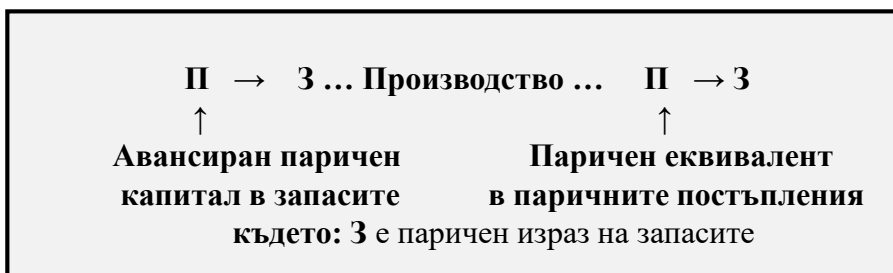 П → З … Производство … П → З
↑ ↑
Авансиран паричен Паричен еквивалент
капитал в запасите в паричните постъпления
където: З е паричен израз на запасите